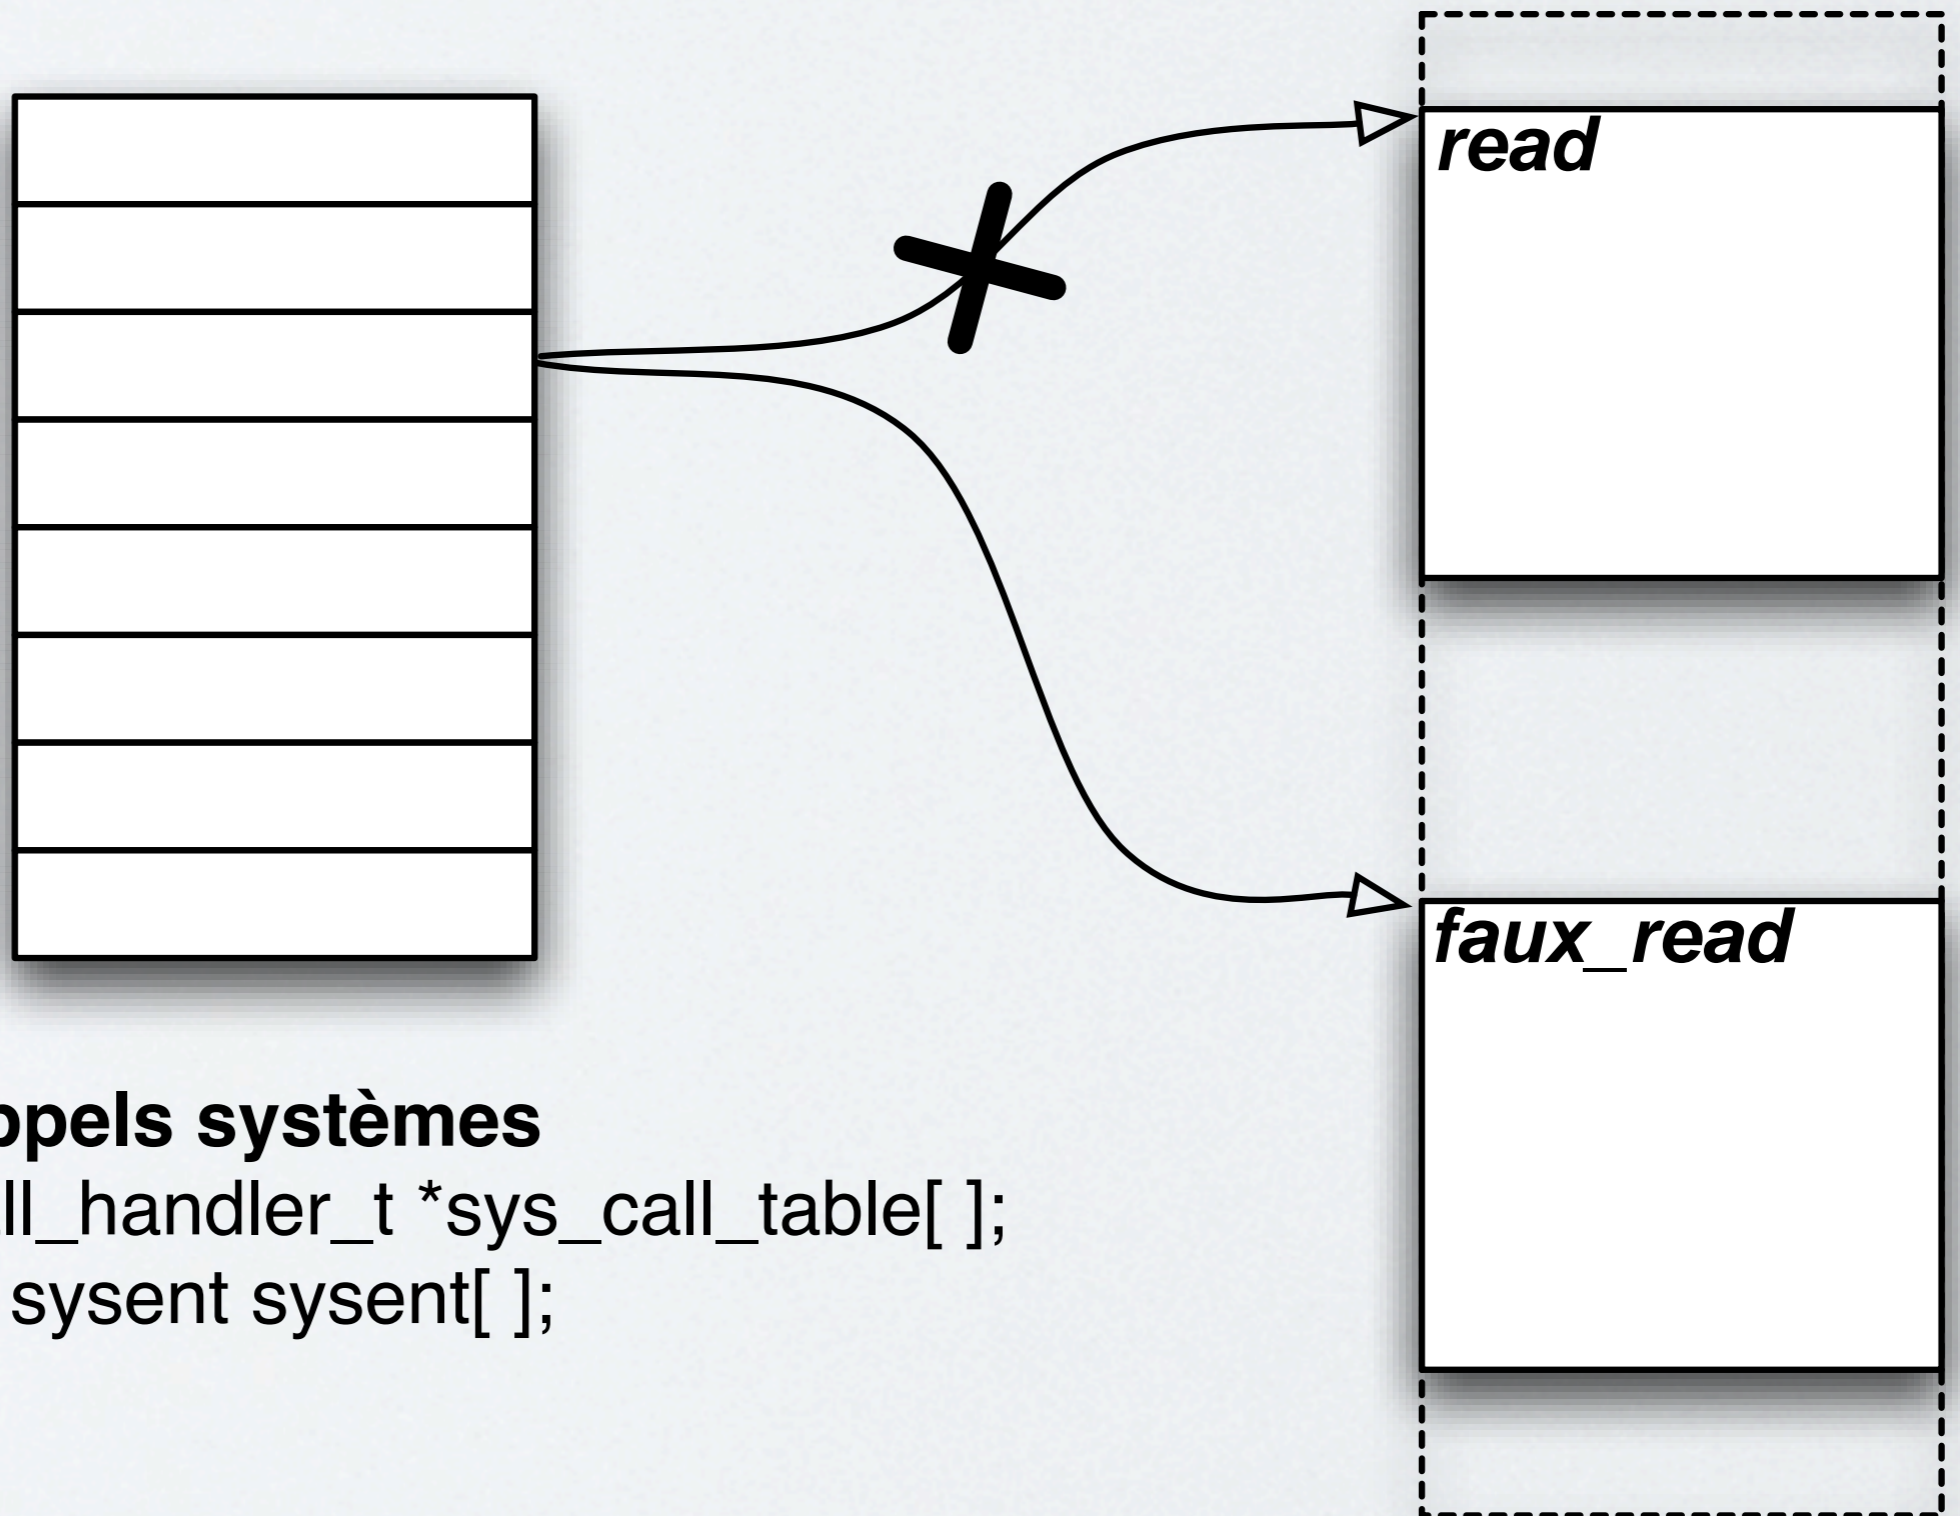 read
faux_read
ppels systèmes
ll_handler_t *sys_call_table[ ];
sysent sysent[ ];